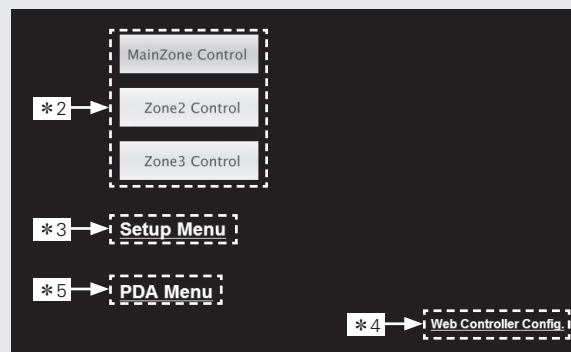 MainZone Control
＊2
Zone2 Control
Zone3 Control
＊3
Setup Menu
＊5
PDA Menu
＊4
Web Controller Config.